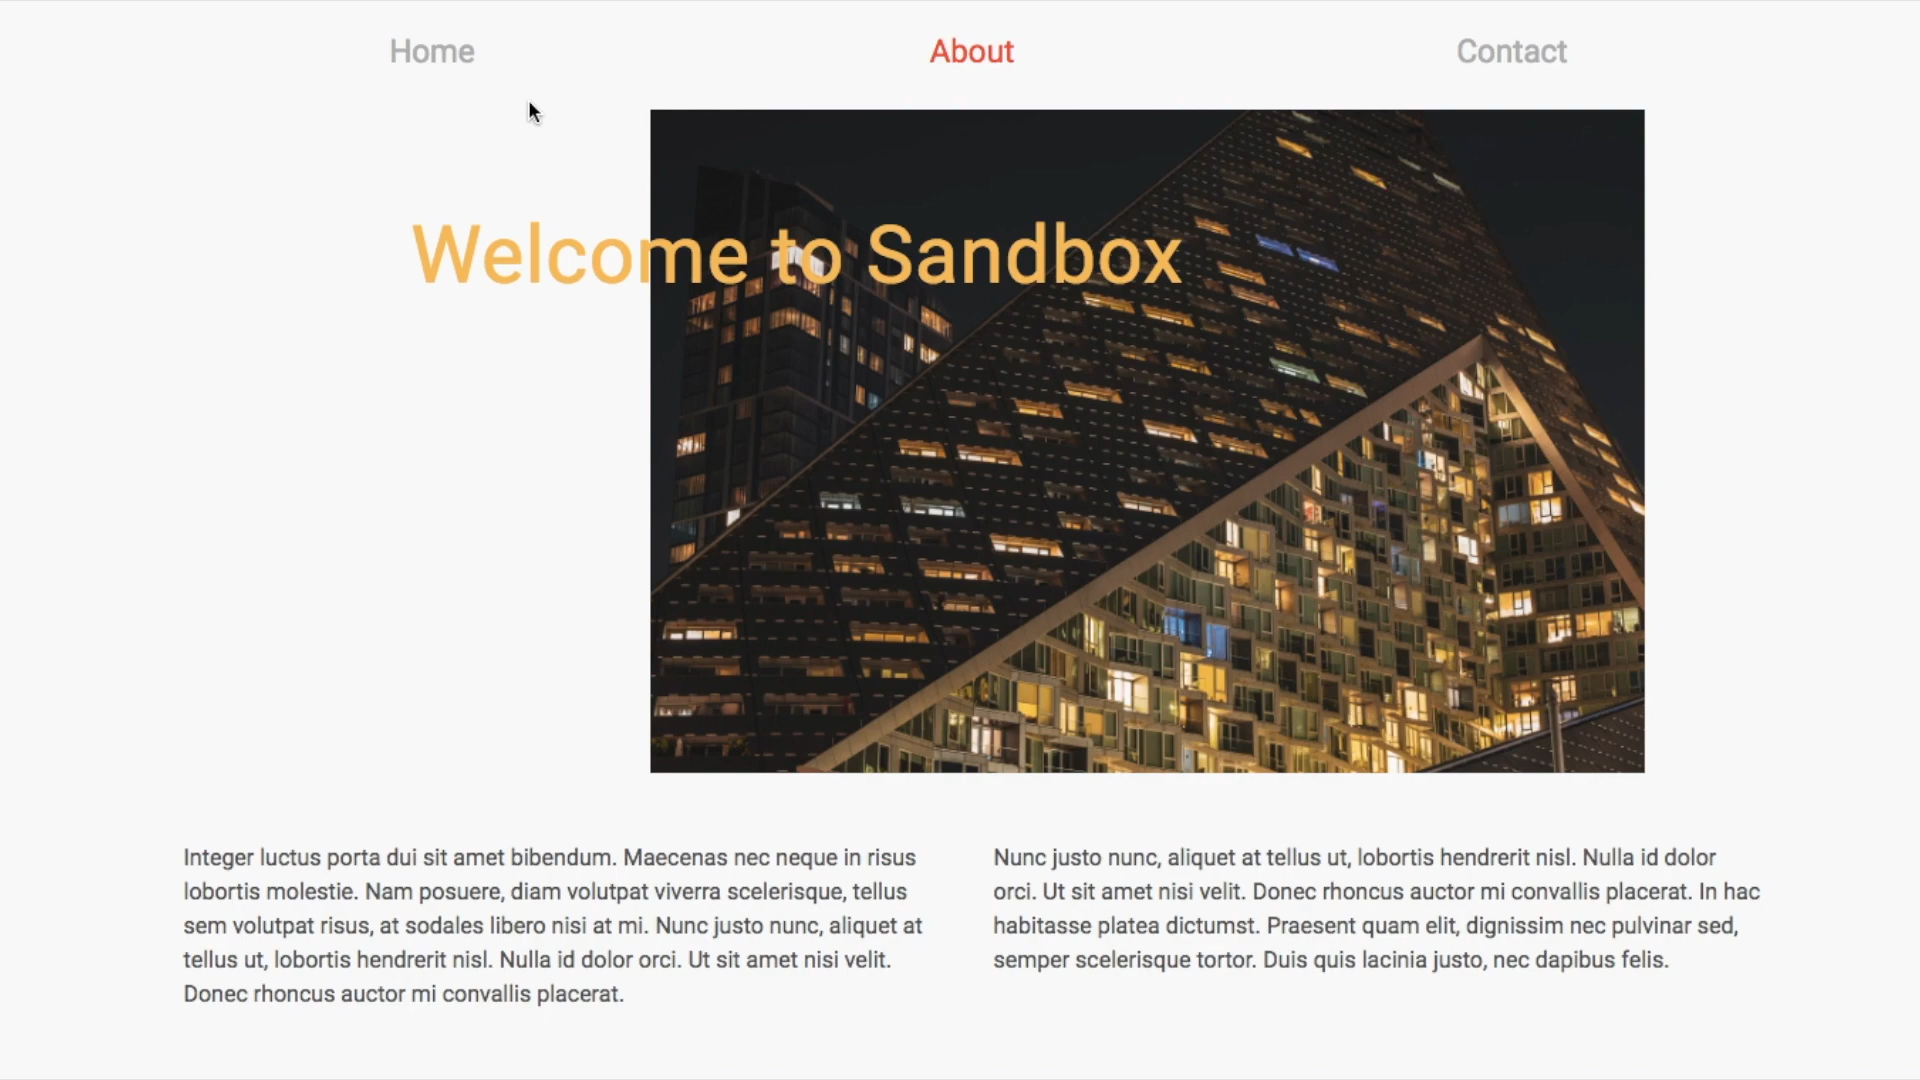 Home About Contact
Welcome to Sandbox
Integer luctus porta dui sit amet bibendum. Maecenas nec neque in risus
lobortis molestie. Nam posuere, diam volutpat viverra scelerisque, tellus
sem volutpat risus, at sodales libero nisi at mi. Nunc justo nunc, aliquet at
tellus ut, lobortis hendrerit nisl. Nulla id dolor orci. Ut sit amet nisi velit.
Donec rhoncus auctor mi convallis placerat.
Nunc justo nunc, aliquet at tellus ut, lobortis hendrerit nisl. Nulla id dolor
orci. Ut sit amet nisi velit. Donec rhoncus auctor mi convallis placerat. In hac
habitasse platea dictumst. Praesent quam elit, dignissim nec pulvinar sed,
semper scelerisque tortor. Duis quis lacinia justo, nec dapibus felis.